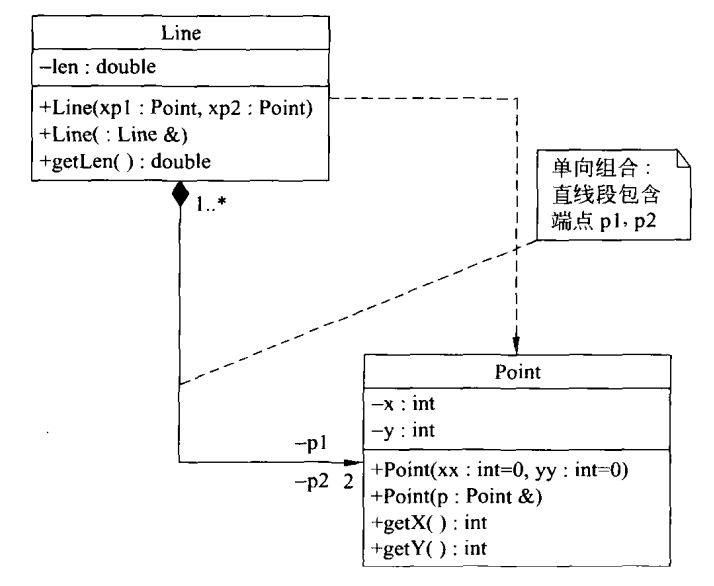 Line
–len : double
+Line(xp1 : Point, xp2 : Point)
+Line( : Line &)
+getLen( ) : double
1..*
单向组合 :
直线段包含
端点 p1, p2
Point
–x : int
–y : int
+Point(xx : int=0, yy : int=0)
+Point(p : Point &)
+getX( ) : int
+getY( ) : int
–p1
–p2 2